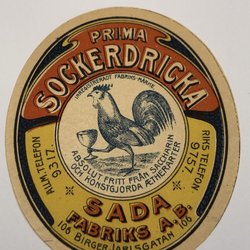 PRIMA
SOCKERDRICKA
INREGISTRERADT FABRIKS-MÄRKE
ABSOLUT FRITT FRÅN SACCHARIN
OCH KONSTGJORDA ÆTHERARTER
ALLM. TELEFON
9317.
RIKS TELEFON
9757.
SADA
FABRIKS A.B.
106 BIRGER JARLSGATAN 106